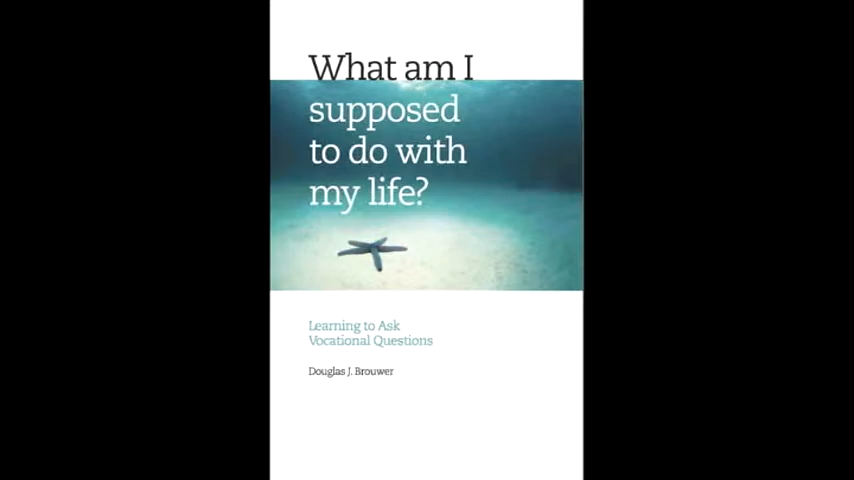 What am I
supposed
to do with
my life?
Learning to Ask
Vocational Questions
Douglas J. Brouwer